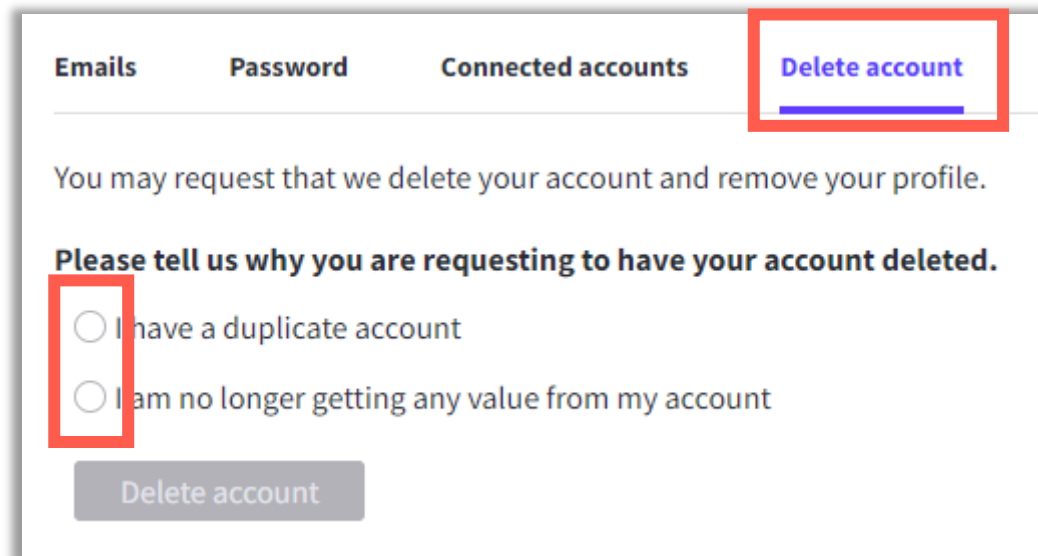 Emails Password Connected accounts Delete account
You may request that we delete your account and remove your profile.
Please tell us why you are requesting to have your account deleted.
I have a duplicate account
I am no longer getting any value from my account
Delete account